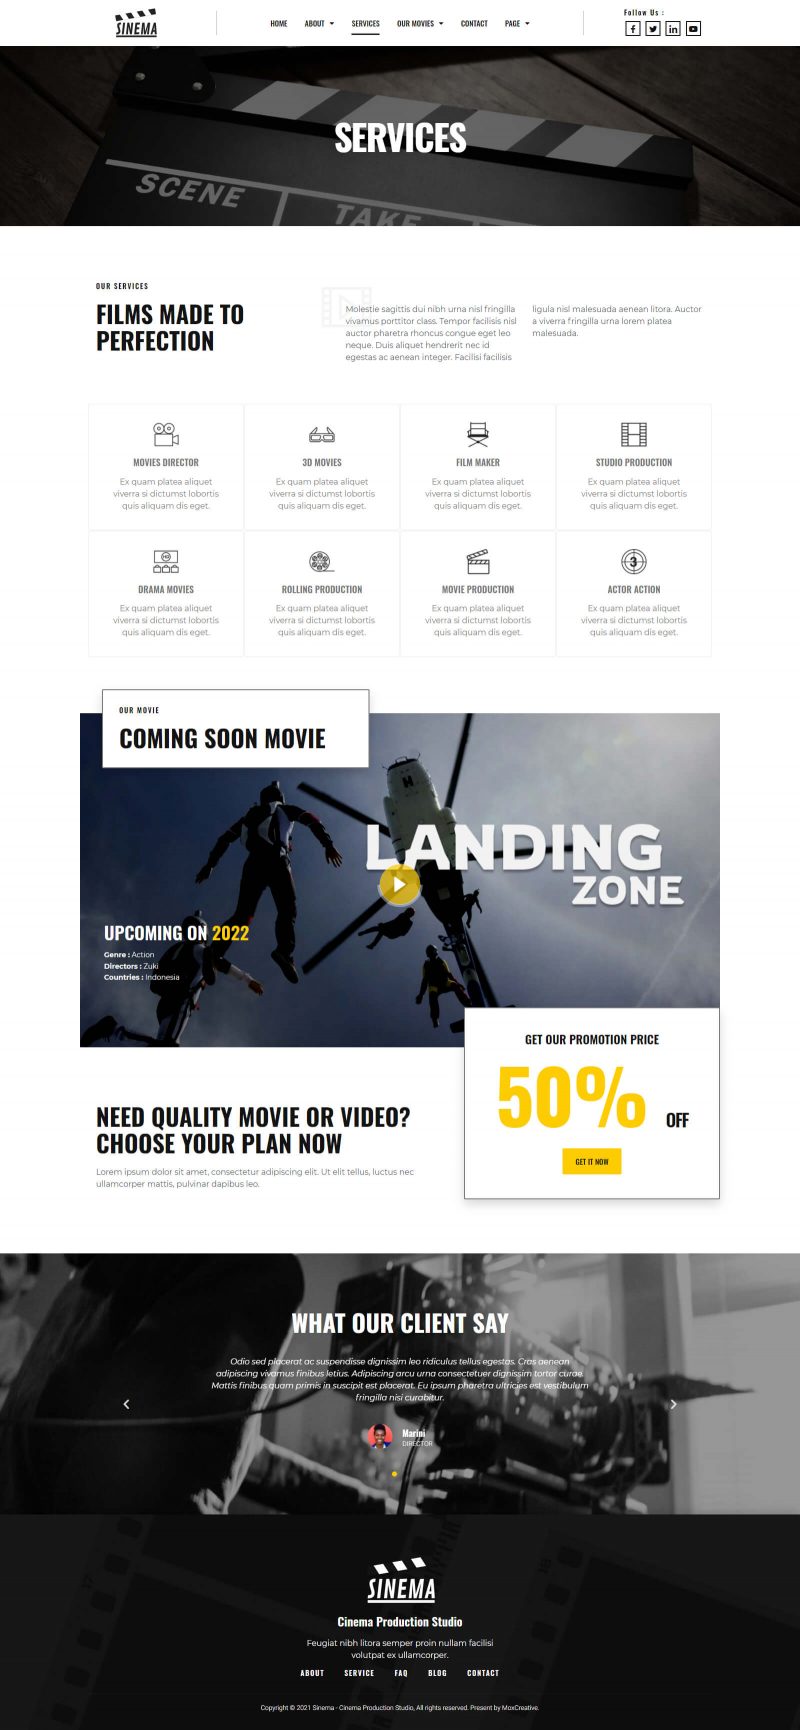 SINEMA
HOME ABOUT SERVICES OUR MOVIES CONTACT PAGE
Follow Us :
SERVICES
SCENE
TAKE
OUR SERVICES
FILMS MADE TO
PERFECTION
Molestie sagittis dui nibh urna nisl fringilla
vivamus porttitor class. Tempor facilisis nisl
auctor pharetra rhoncus congue eget leo
neque. Duis aliquet hendrerit nec id
egestas ac aenean integer. Facilisi facilisis
ligula nisl malesuada aenean litora. Auctor
a viverra fringilla urna lorem platea
malesuada.
MOVIES DIRECTOR
Ex quam platea aliquet
viverra si dictumst lobortis
quis aliquam dis eget.
3D MOVIES
Ex quam platea aliquet
viverra si dictumst lobortis
quis aliquam dis eget.
FILM MAKER
Ex quam platea aliquet
viverra si dictumst lobortis
quis aliquam dis eget.
STUDIO PRODUCTION
Ex quam platea aliquet
viverra si dictumst lobortis
quis aliquam dis eget.
HD
DRAMA MOVIES
Ex quam platea aliquet
viverra si dictumst lobortis
quis aliquam dis eget.
ROLLING PRODUCTION
Ex quam platea aliquet
viverra si dictumst lobortis
quis aliquam dis eget.
MOVIE PRODUCTION
Ex quam platea aliquet
viverra si dictumst lobortis
quis aliquam dis eget.
3
ACTOR ACTION
Ex quam platea aliquet
viverra si dictumst lobortis
quis aliquam dis eget.
OUR MOVIE
COMING SOON MOVIE
LANDING
ZONE
UPCOMING ON 2022
Genre : Action
Directors : Zuki
Countries : Indonesia
GET OUR PROMOTION PRICE
50% OFF
GET IT NOW
NEED QUALITY MOVIE OR VIDEO?
CHOOSE YOUR PLAN NOW
Lorem ipsum dolor sit amet, consectetur adipiscing elit. Ut elit tellus, luctus nec
ullamcorper mattis, pulvinar dapibus leo.
WHAT OUR CLIENT SAY
Odio sed placerat ac suspendisse dignissim leo ridiculus tellus egestas. Cras aenean
adipiscing vivamus finibus letius. Adipiscing arcu urna consectetuer dignissim tortor curae.
Mattis finibus quam primis in suscipit est placerat. Eu ipsum pharetra ultricies est vestibulum
fringilla nisi curabitur.
Marini
DIRECTOR
SINEMA
Cinema Production Studio
Feugiat nibh litora semper proin nullam facilisi
volutpat ex ullamcorper.
ABOUT SERVICE FAQ BLOG CONTACT
Copyright © 2021 Sinema - Cinema Production Studio, All rights reserved. Present by MoxCreative.